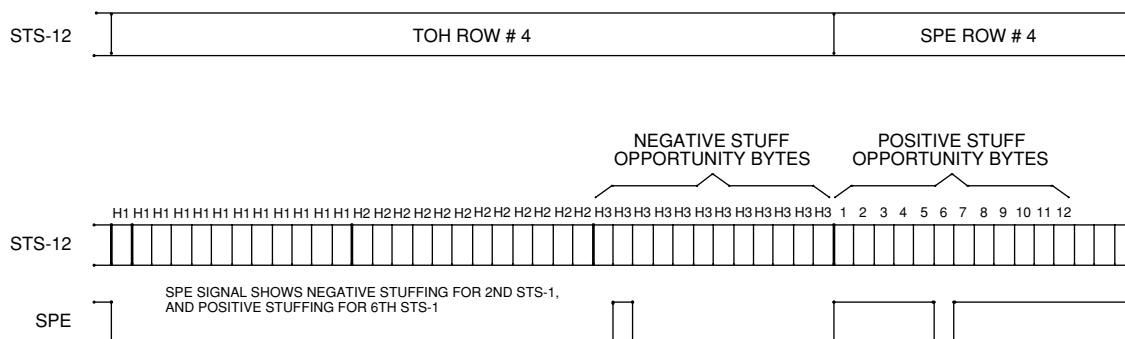 STS-12 TOH ROW # 4 SPE ROW # 4
NEGATIVE STUFF POSITIVE STUFF
OPPORTUNITY BYTES OPPORTUNITY BYTES
H1 H1 H1 H1 H1 H1 H1 H1 H1 H1 H1 H1 H2 H2 H2 H2 H2 H2 H2 H2 H2 H2 H2 H2 H3 H3 H3 H3 H3 H3 H3 H3 H3 H3 H3 H3 1 2 3 4 5 6 7 8 9 10 11 12
STS-12
SPE SIGNAL SHOWS NEGATIVE STUFFING FOR 2ND STS-1,
AND POSITIVE STUFFING FOR 6TH STS-1
SPE